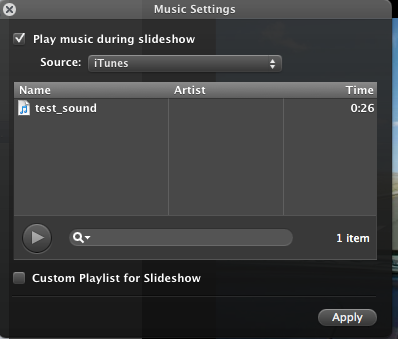 Music Settings
Play music during slideshow
Source: iTunes
Name Artist Time
test_sound 0:26
1 item
Custom Playlist for Slideshow
Apply